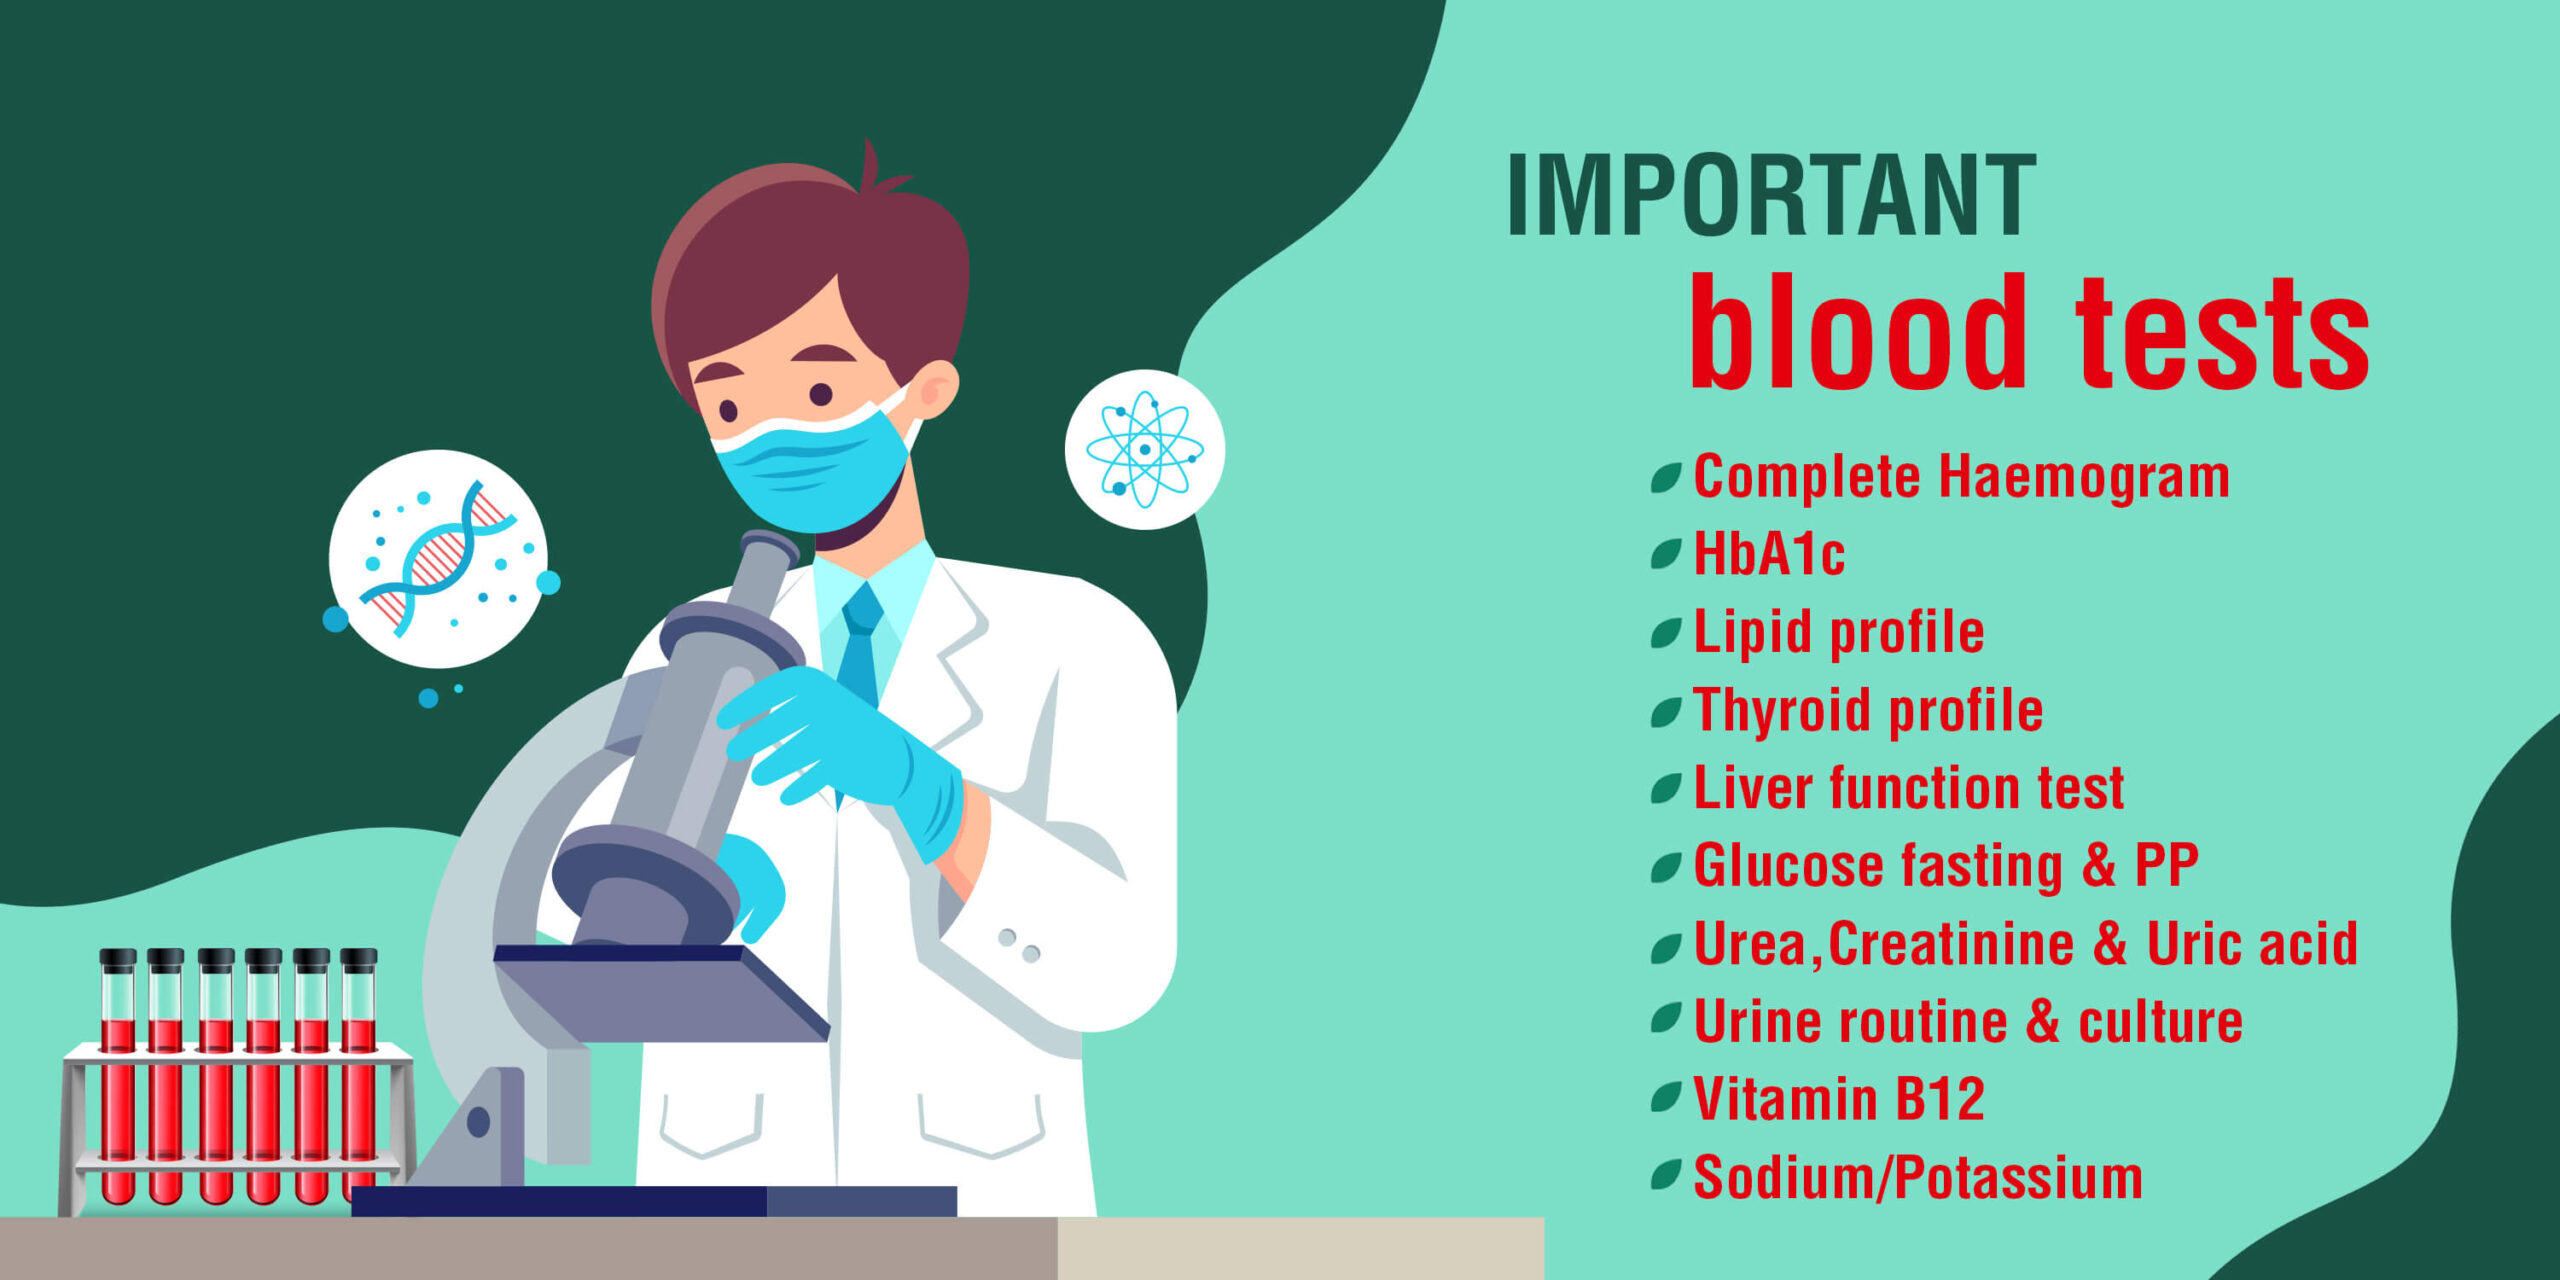 IMPORTANT
blood tests
Complete Haemogram
HbA1c
Lipid profile
Thyroid profile
Liver function test
Glucose fasting & PP
Urea,Creatinine & Uric acid
Urine routine & culture
Vitamin B12
Sodium/Potassium